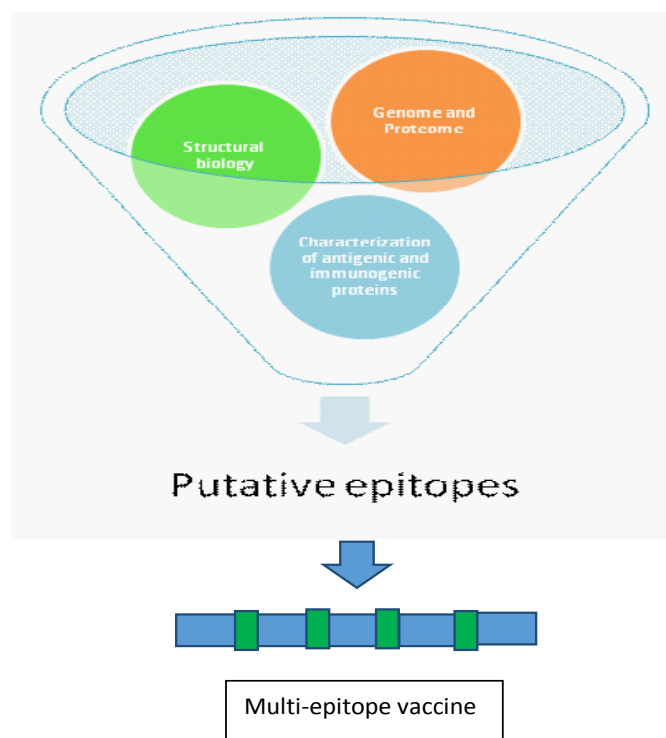 Structural
biology
Genome and
Proteome
Characterization
of antigenic and
immunogenic
proteins
Putative epitopes
Multi-epitope vaccine